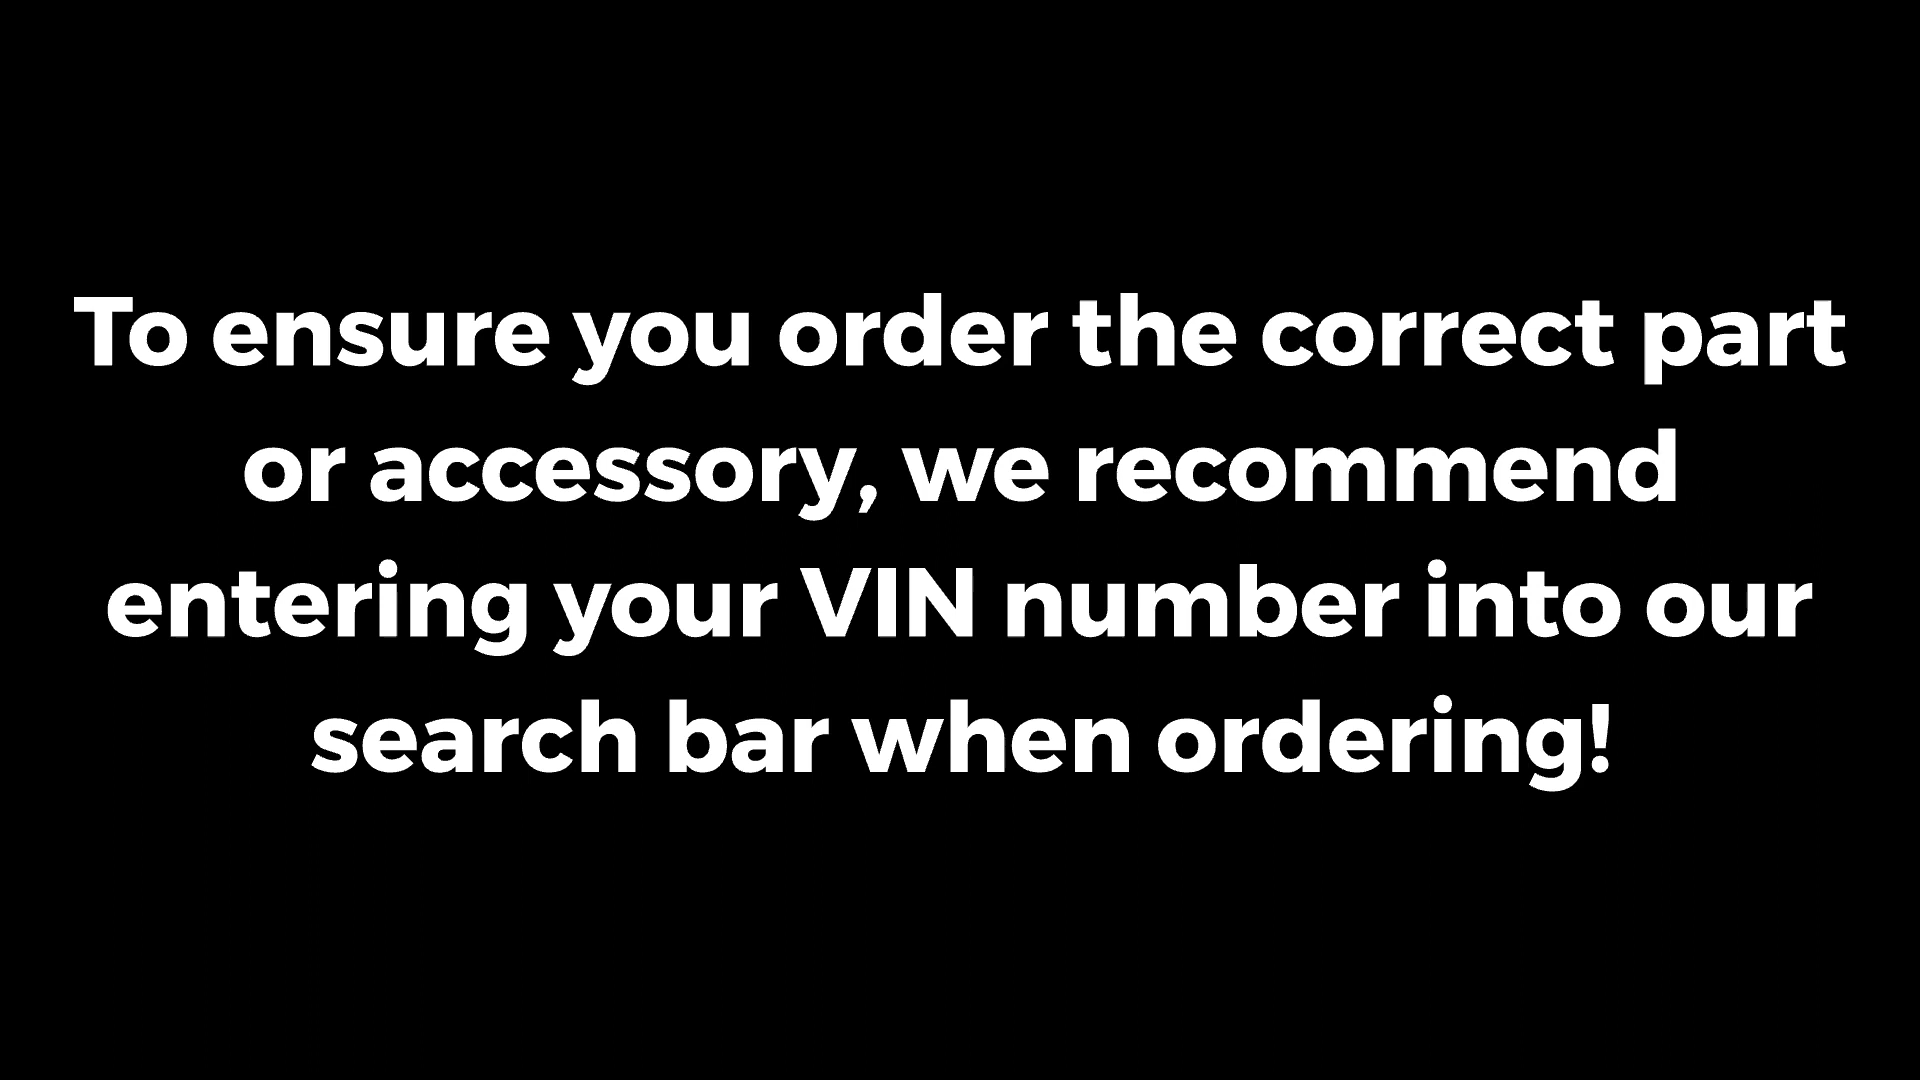 To ensure you order the correct part
or accessory, we recommend
entering your VIN number into our
search bar when ordering!